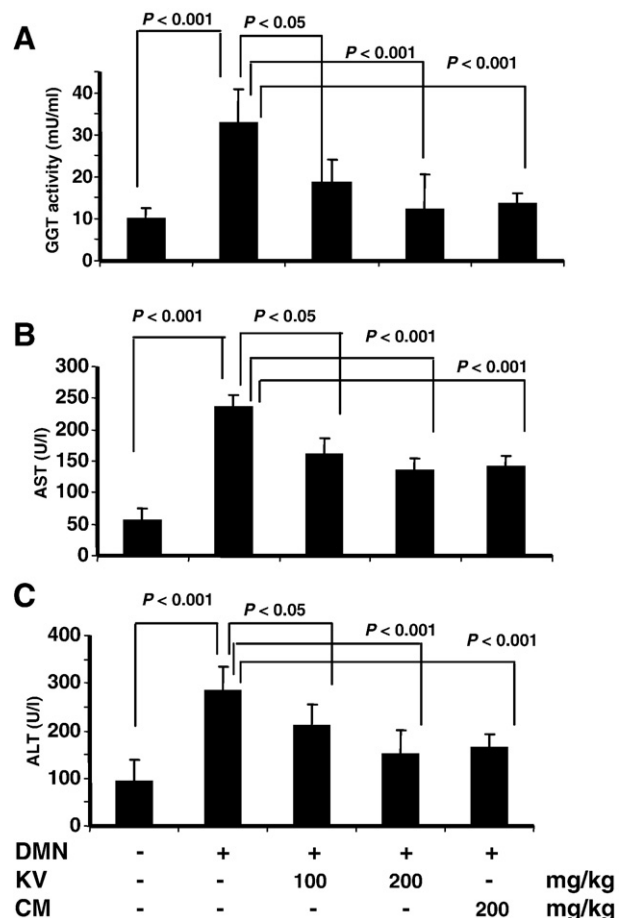 A
P < 0.001
P < 0.05
P < 0.001
P < 0.001
GGT activity (mU/ml)
40
30
20
10
0
B
P < 0.001
P < 0.05
P < 0.001
P < 0.001
AST (U/l)
300
250
200
150
100
50
0
C
P < 0.001
P < 0.05
P < 0.001
P < 0.001
ALT (U/l)
400
300
200
100
0
DMN - + + + +
KV - - 100 200 - mg/kg
CM - - - - 200 mg/kg